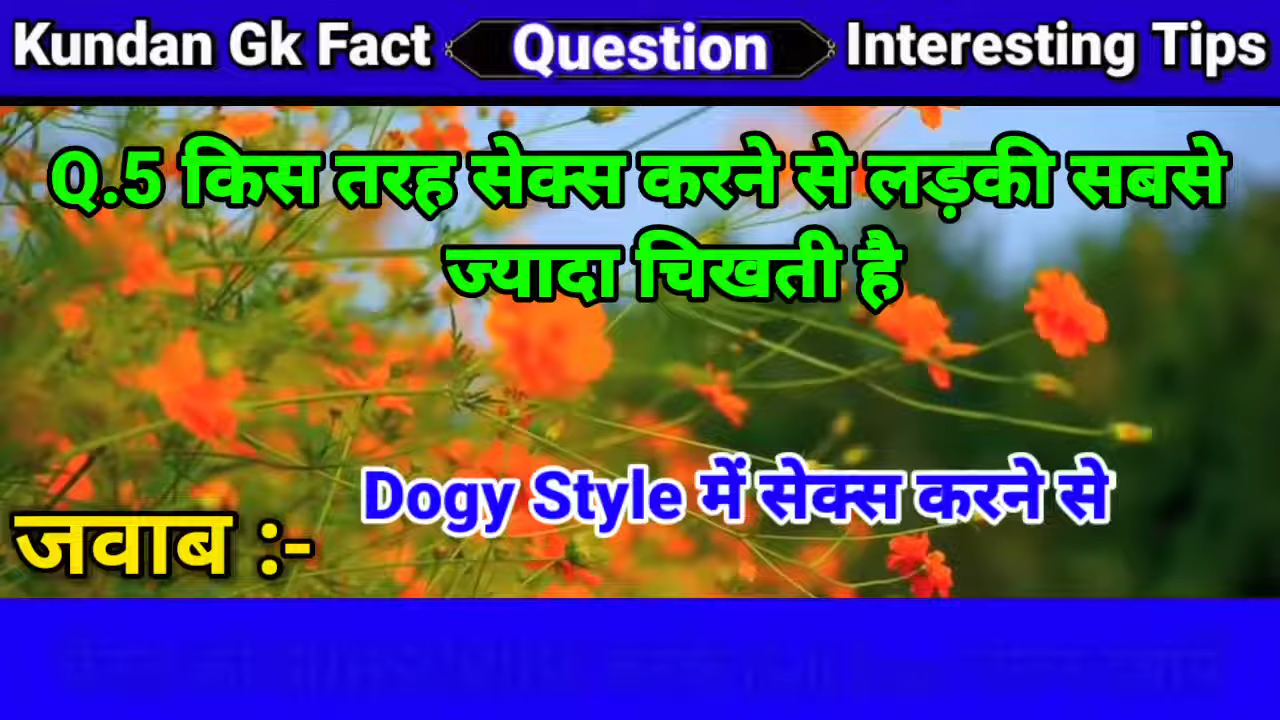 Kundan Gk Fact Question Interesting Tips
Q.5 किस तरह सेक्स करने से लड़की सबसे
ज्यादा चिखती है
Dogy Style में सेक्स करने से
जवाब :-